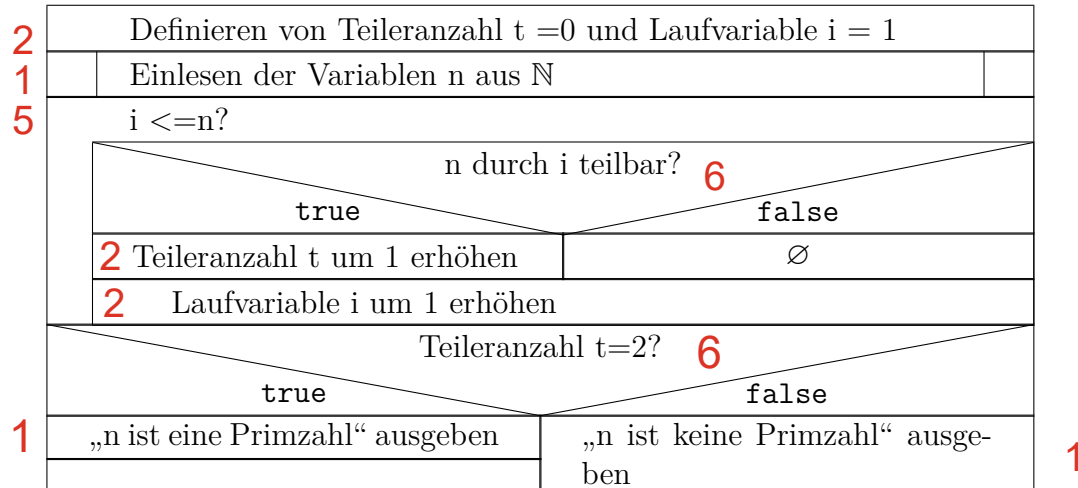 2 Definieren von Teileranzahl t =0 und Laufvariable i = 1
1 Einlesen der Variablen n aus ℕ
5 i <=n?
n durch i teilbar? 6
true false
2 Teileranzahl t um 1 erhöhen ∅
2 Laufvariable i um 1 erhöhen
Teileranzahl t=2? 6
true false
1 „n ist eine Primzahl“ ausgeben „n ist keine Primzahl“ ausge-
ben 1